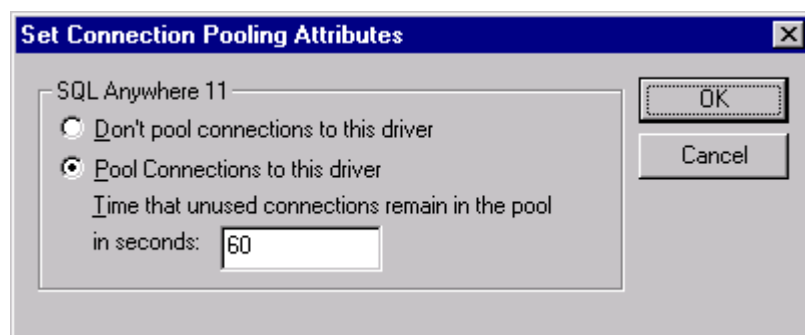 Set Connection Pooling Attributes
SQL Anywhere 11
Don't pool connections to this driver
Pool Connections to this driver
Time that unused connections remain in the pool
in seconds: 60
OK
Cancel